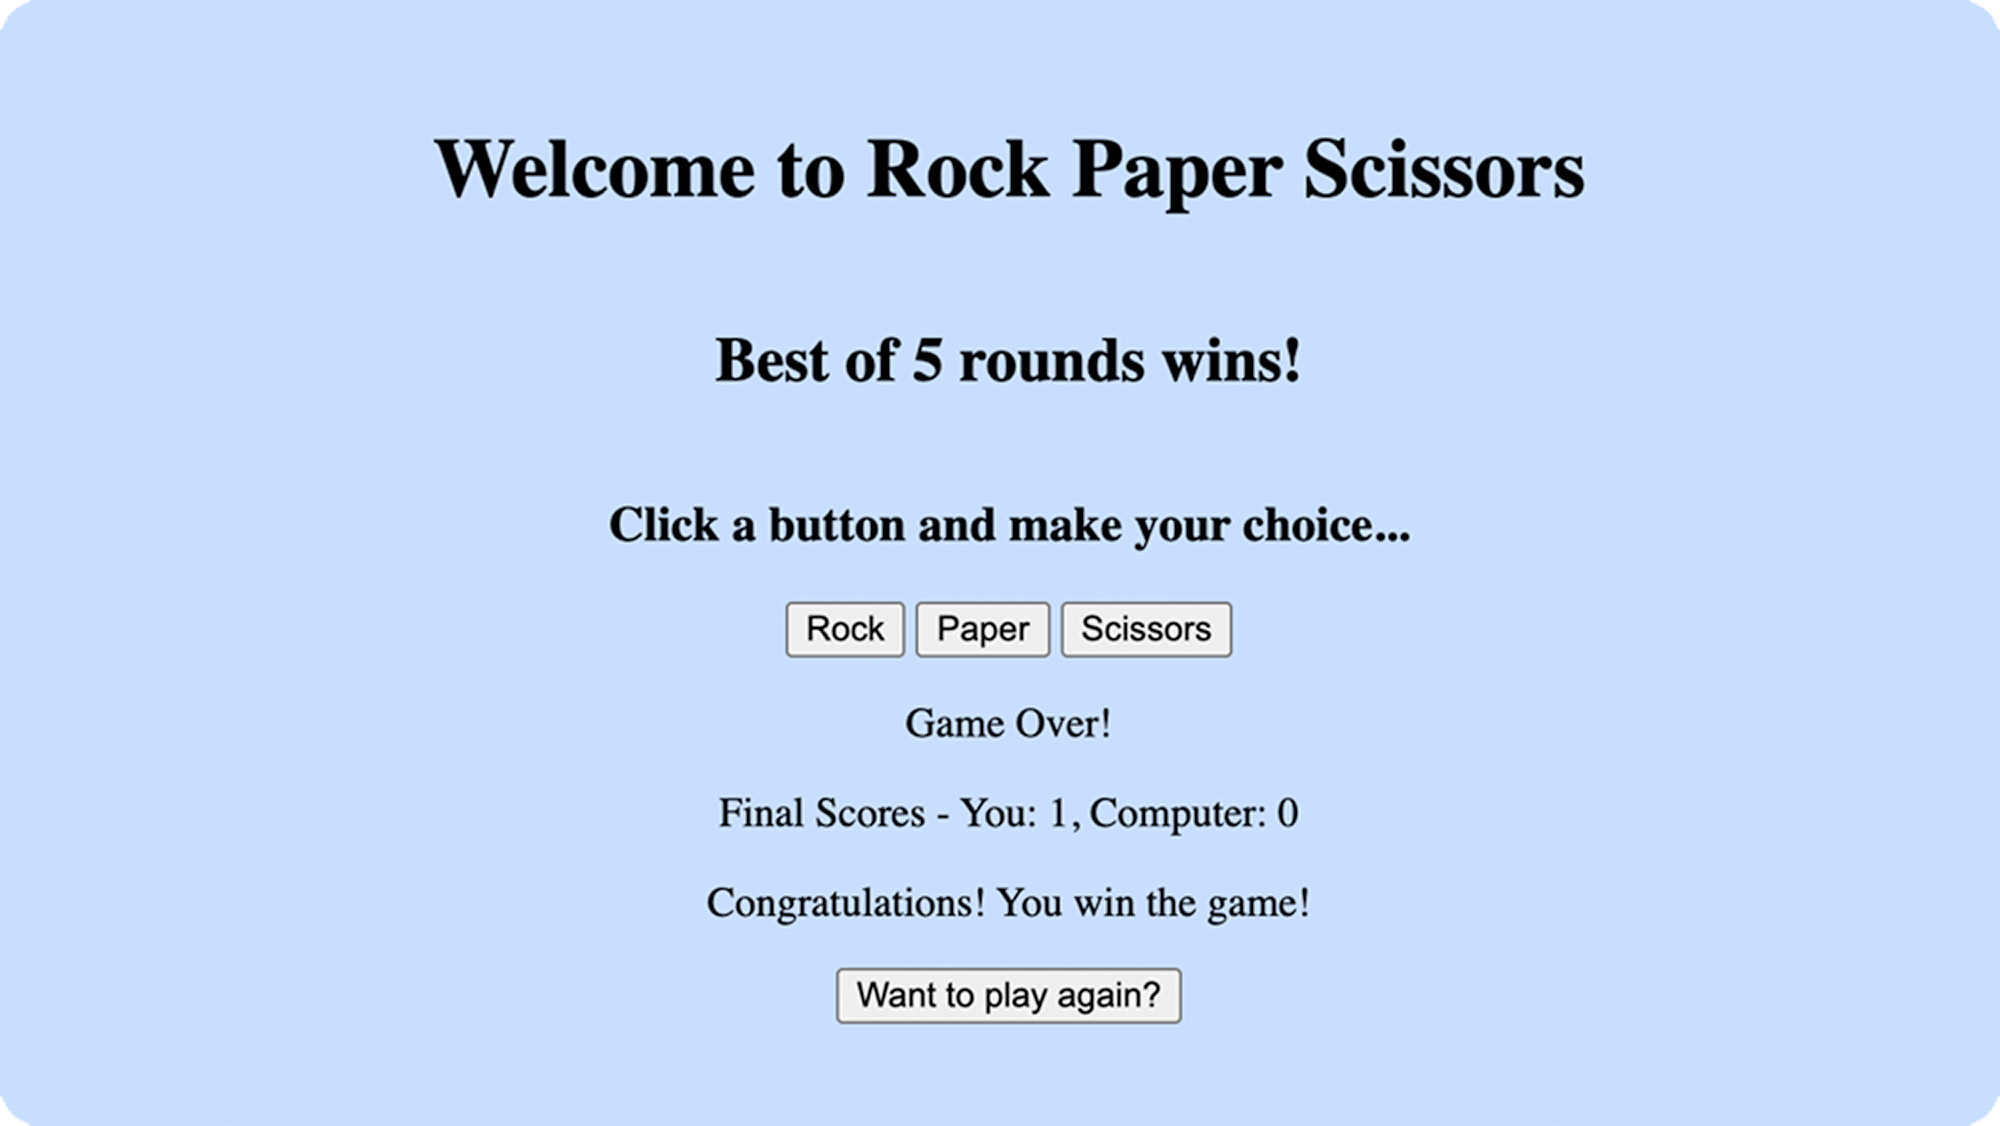 Welcome to Rock Paper Scissors
Best of 5 rounds wins!
Click a button and make your choice...
Rock Paper Scissors
Game Over!
Final Scores - You: 1, Computer: 0
Congratulations! You win the game!
Want to play again?